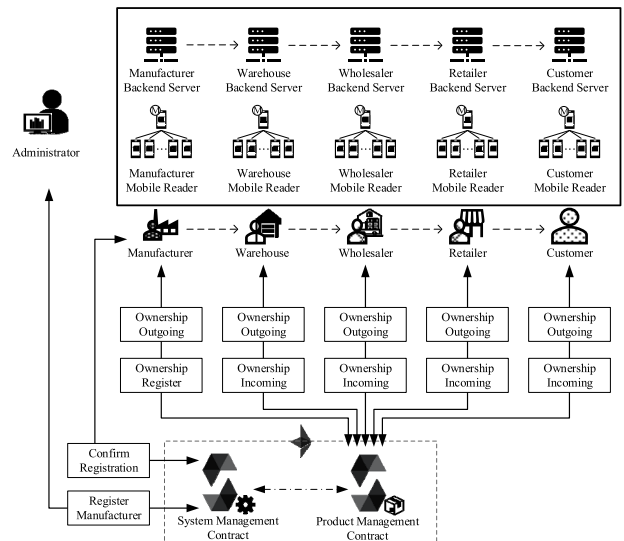 Manufacturer
Backend Server
Warehouse
Backend Server
Wholesaler
Backend Server
Retailer
Backend Server
Customer
Backend Server
Administrator
M
M
M
M
M
Manufacturer
Mobile Reader
Warehouse
Mobile Reader
Wholesaler
Mobile Reader
Retailer
Mobile Reader
Customer
Mobile Reader
Manufacturer
Warehouse
Wholesaler
Retailer
Customer
Ownership
Outgoing
Ownership
Outgoing
Ownership
Outgoing
Ownership
Outgoing
Ownership
Outgoing
Ownership
Register
Ownership
Incoming
Ownership
Incoming
Ownership
Incoming
Ownership
Incoming
Confirm
Registration
Register
Manufacturer
System Management
Contract
Product Management
Contract